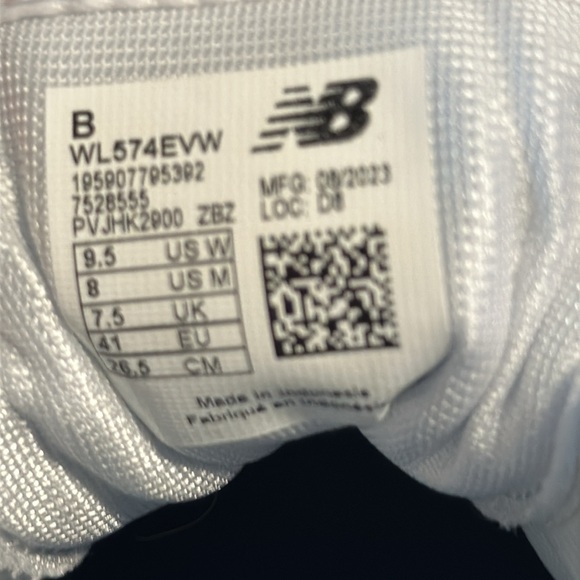 B
WL574EVW
195907795392
7528555
PVJHK2900 ZBZ
9.5 US W
8 US M
7.5 UK
41 EU
26.5 CM
NB
MFG: 08/2023
LOC: D8
Made in Indonesia
Fabriqué en Indonésie